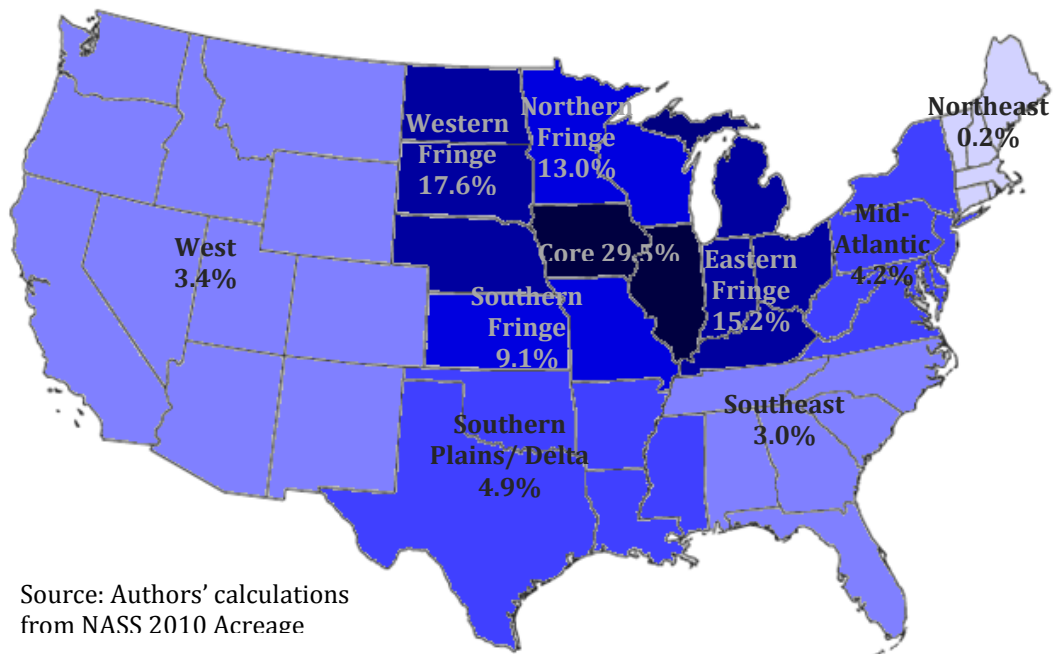 Northeast
0.2%
Northern
Fringe
13.0%
Western
Fringe
17.6%
Mid-
Atlantic
4.2%
West
3.4%
Core 29.5%
Eastern
Fringe
15.2%
Southern
Fringe
9.1%
Southeast
3.0%
Southern
Plains/ Delta
4.9%
Source: Authors’ calculations
from NASS 2010 Acreage